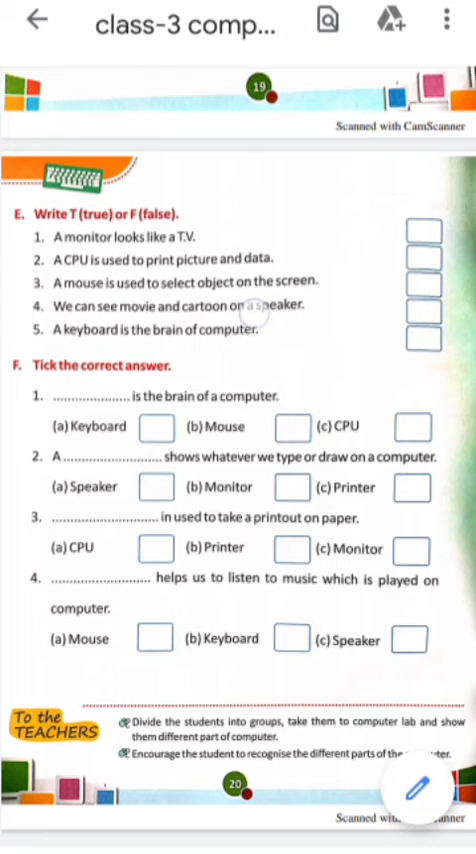 class-3 comp...
19
Scanned with CamScanner
E. Write T (true) or F (false).
1. A monitor looks like a T.V.
2. A CPU is used to print picture and data.
3. A mouse is used to select object on the screen.
4. We can see movie and cartoon on a speaker.
5. A keyboard is the brain of computer.
F. Tick the correct answer.
1. ..................... is the brain of a computer.
(a) Keyboard (b) Mouse (c) CPU
2. A ........................... shows whatever we type or draw on a computer.
(a) Speaker (b) Monitor (c) Printer
3. ............................. in used to take a printout on paper.
(a) CPU (b) Printer (c) Monitor
4. ........................... helps us to listen to music which is played on
computer.
(a) Mouse (b) Keyboard (c) Speaker
To the
TEACHERS
Divide the students into groups, take them to computer lab and show
them different part of computer.
Encourage the student to recognise the different parts of the
20
Scanned